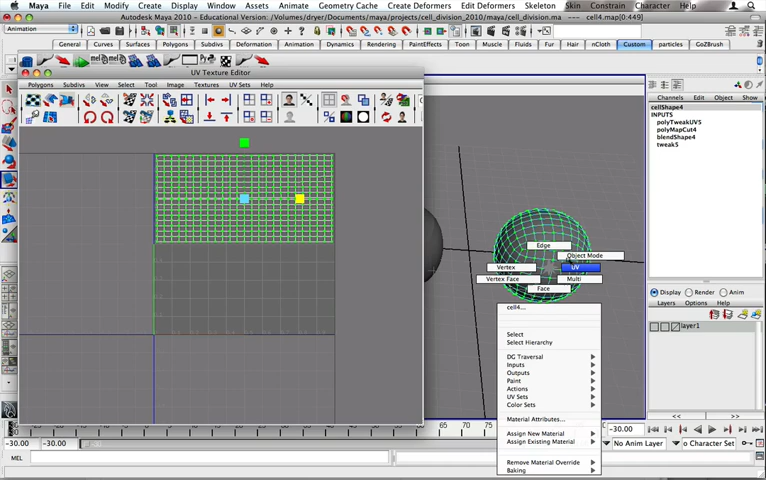 Maya File Edit Modify Create Display Window Assets Animate Geometry Cache Create Deformers Edit Deformers Skeleton Skin Constrain Character Help
Autodesk Maya 2010 - Educational Version: /Volumes/dryer/Documents/maya/projects/cell_division_2010/maya/cell_division.ma --- cell4.map[0:449]
Animation
General Curves Surfaces Polygons Subdivs Deformation Animation Dynamics Rendering PaintEffects Toon Muscle Fluids Fur Hair nCloth Custom particles GoZBrush
UV Texture Editor
Polygons Subdivs View Select Tool Image Textures UV Sets Help
Channels Edit Object Show
cellShape4
INPUTS
polyTweakUV5
polyMapCut4
blendShape4
tweak5
Edge
Object Mode
Vertex
UV
Vertex Face
Multi
Face
cell4...
Select
Select Hierarchy
DG Traversal
Inputs
Outputs
Paint
Actions
UV Sets
Color Sets
Material Attributes...
Assign New Material
Assign Existing Material
Remove Material Override
Baking
Display Render Anim
Layers Options Help
layer1
-30.00 -30.00
-30.00
No Anim Layer
o Character Set
MEL